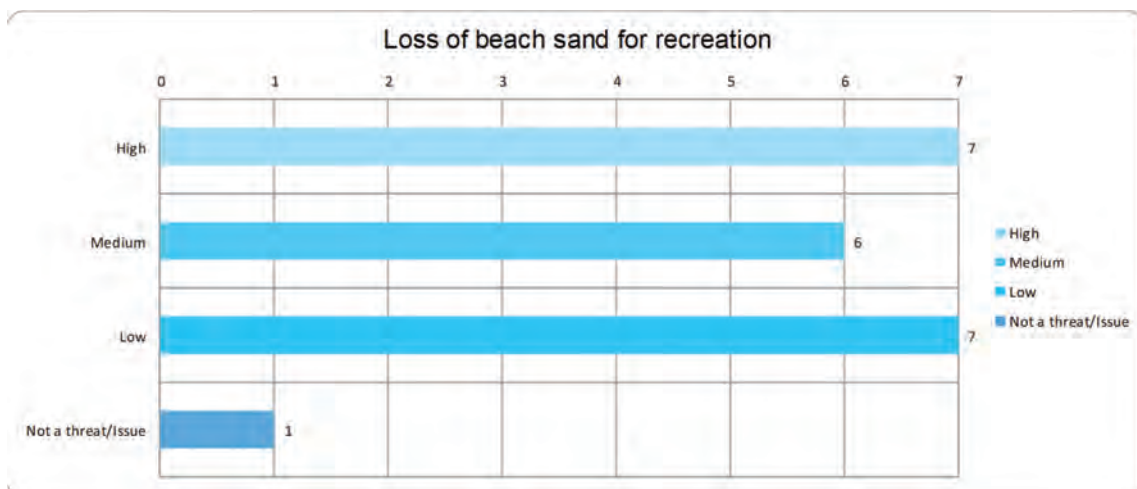 Loss of beach sand for recreation
0 1 2 3 4 5 6 7
High 7
Medium 6
Low 7
Not a threat/Issue 1
High
Medium
Low
Not a threat/Issue